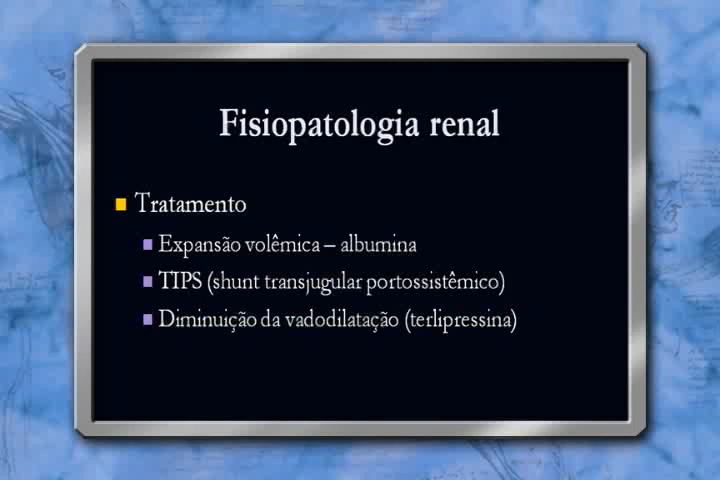 Fisiopatologia renal
Tratamento
Expansão volêmica – albumina
TIPS (shunt transjugular portossistêmico)
Diminuição da vadodilatação (terlipressina)